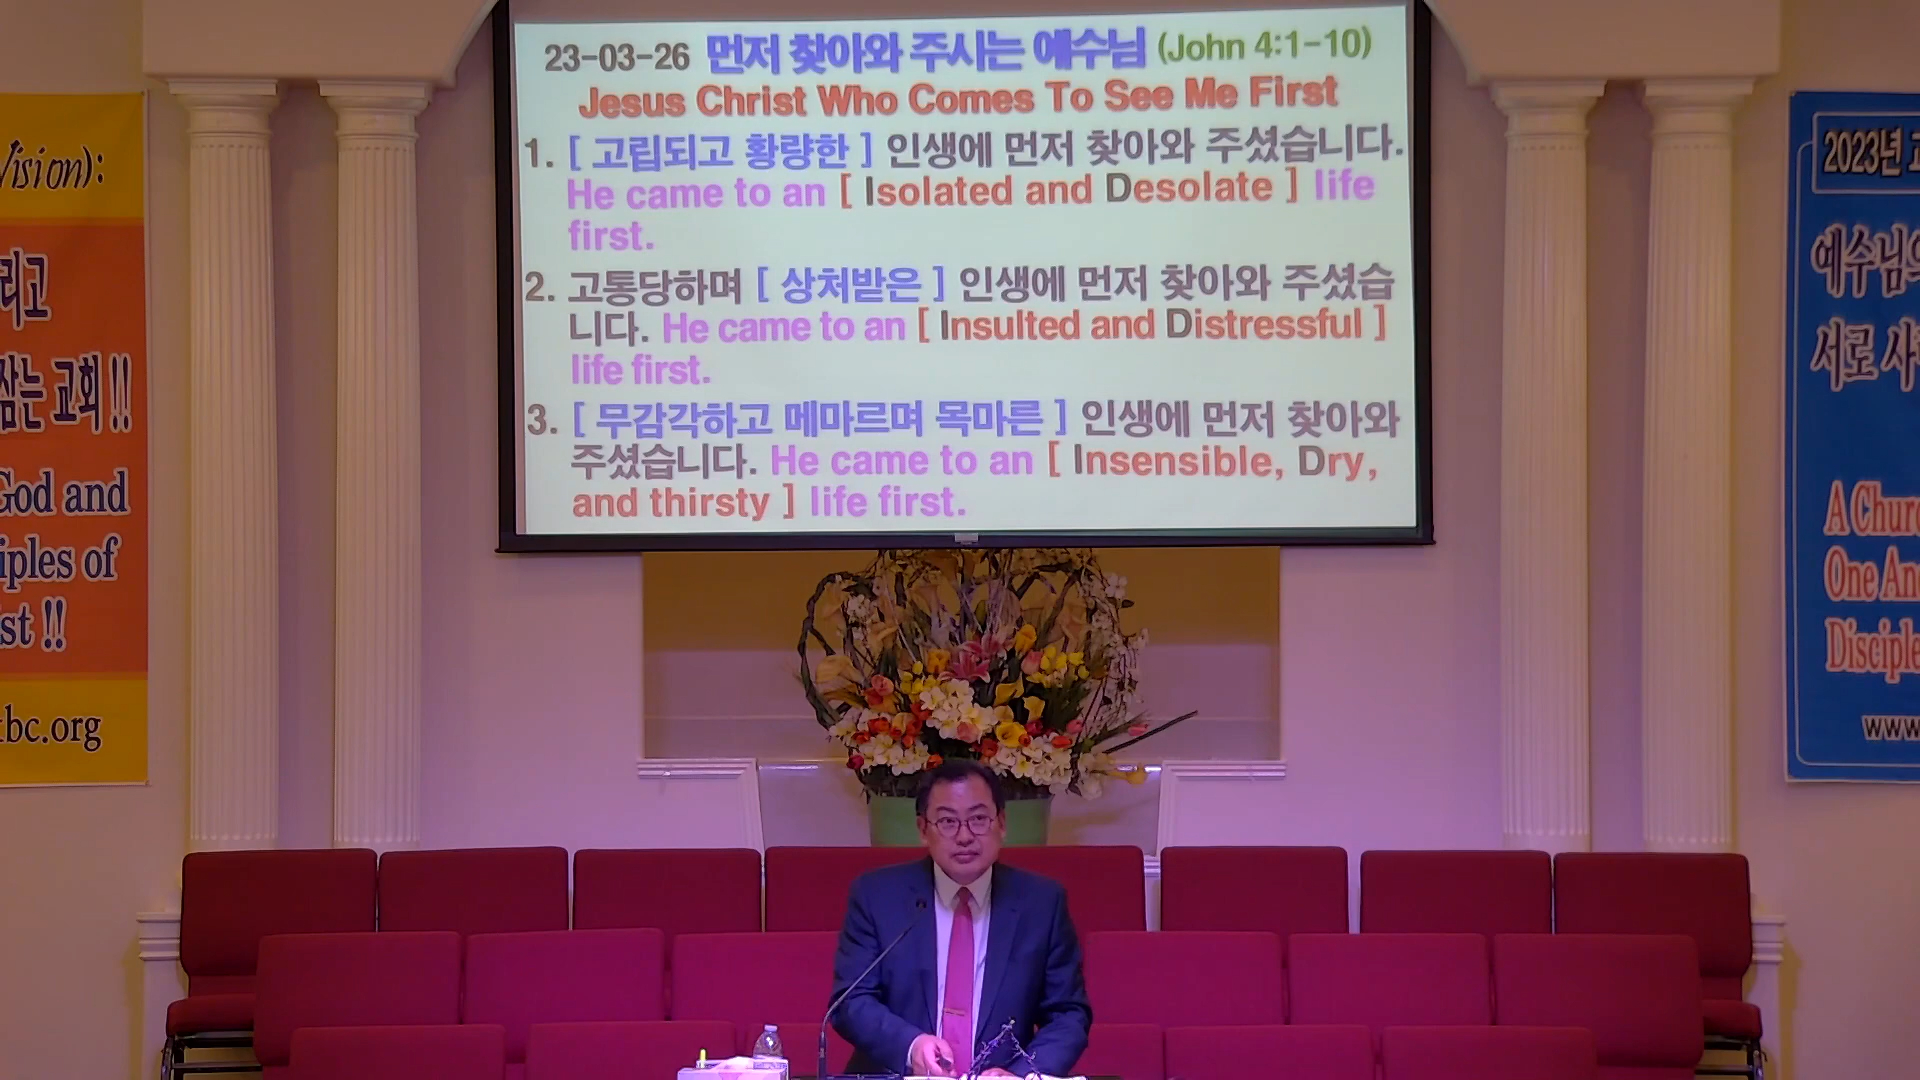 23-03-26 먼저 찾아와 주시는 예수님 (John 4:1-10)
Jesus Christ Who Comes To See Me First
1. [ 고립되고 황량한 ] 인생에 먼저 찾아와 주셨습니다.
He came to an [ Isolated and Desolate ] life
first.
2. 고통당하며 [ 상처받은 ] 인생에 먼저 찾아와 주셨습
니다. He came to an [ Insulted and Distressful ]
life first.
3. [ 무감각하고 메마르며 목마른 ] 인생에 먼저 찾아와
주셨습니다. He came to an [ Insensible, Dry,
and thirsty ] life first.
Vision):
리고
삼는 교회 !!
God and
iples of
st !!
tbc.org
2023년 교
예수님의
서로 사
A Churc
One An
Disciple
www